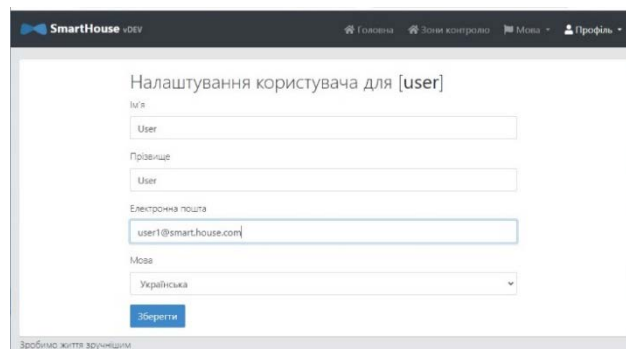 SmartHouse vDEV
Головна Зони контролю Мова Профіль
Налаштування користувача для [user]
Ім'я
User
Прізвище
User
Електронна пошта
user1@smart.house.com
Мова
Українська
Зберегти
Зробимо життя зручнішим